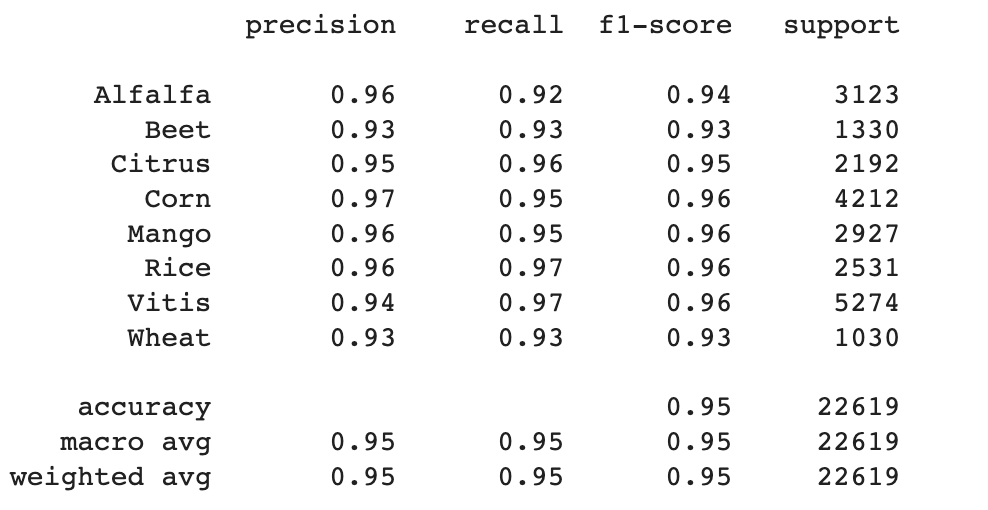 precision recall f1-score support
Alfalfa 0.96 0.92 0.94 3123
Beet 0.93 0.93 0.93 1330
Citrus 0.95 0.96 0.95 2192
Corn 0.97 0.95 0.96 4212
Mango 0.96 0.95 0.96 2927
Rice 0.96 0.97 0.96 2531
Vitis 0.94 0.97 0.96 5274
Wheat 0.93 0.93 0.93 1030
accuracy 0.95 22619
macro avg 0.95 0.95 0.95 22619
weighted avg 0.95 0.95 0.95 22619